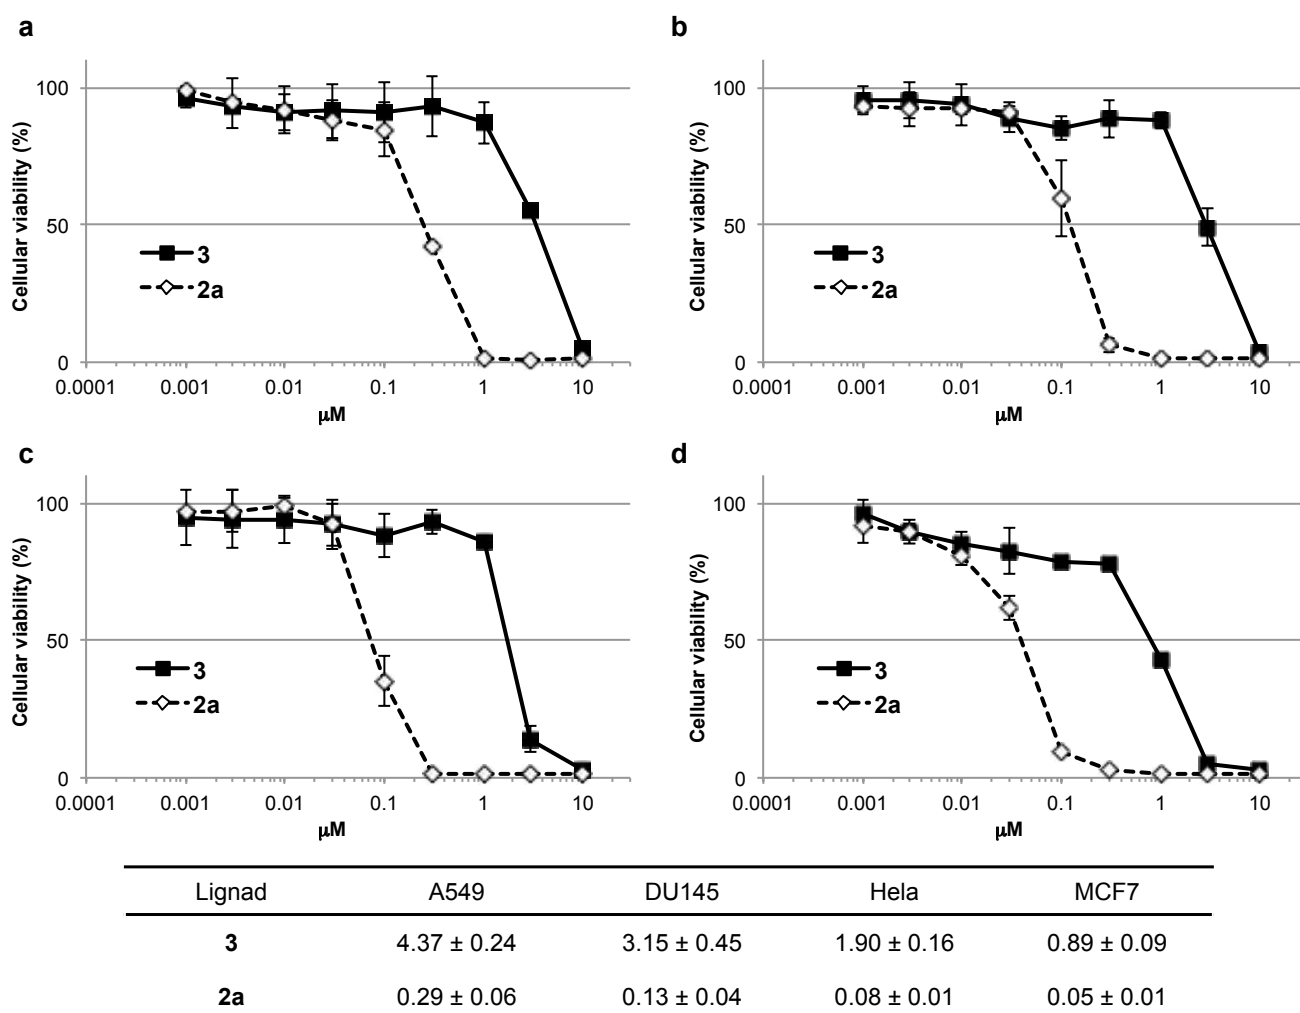 a
Cellular viability (%)
100
50
0
3
2a
0.0001 0.001 0.01 0.1 1 10
μM
b
Cellular viability (%)
100
50
0
3
2a
0.0001 0.001 0.01 0.1 1 10
μM
c
Cellular viability (%)
100
50
0
3
2a
0.0001 0.001 0.01 0.1 1 10
μM
d
Cellular viability (%)
100
50
0
3
2a
0.0001 0.001 0.01 0.1 1 10
μM
Lignad A549 DU145 Hela MCF7
3 4.37 ± 0.24 3.15 ± 0.45 1.90 ± 0.16 0.89 ± 0.09
2a 0.29 ± 0.06 0.13 ± 0.04 0.08 ± 0.01 0.05 ± 0.01